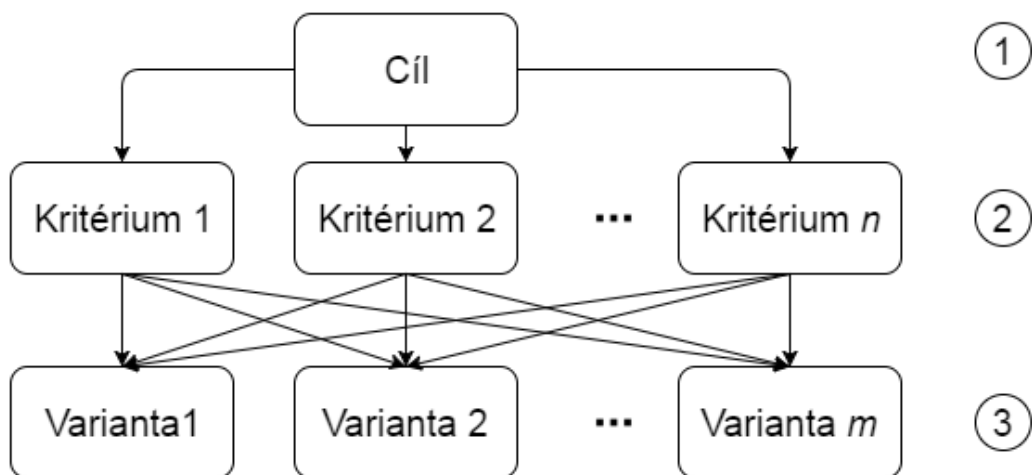 Cíl
1
Kritérium 1
Kritérium 2
...
Kritérium n
2
Varianta1
Varianta 2
...
Varianta m
3